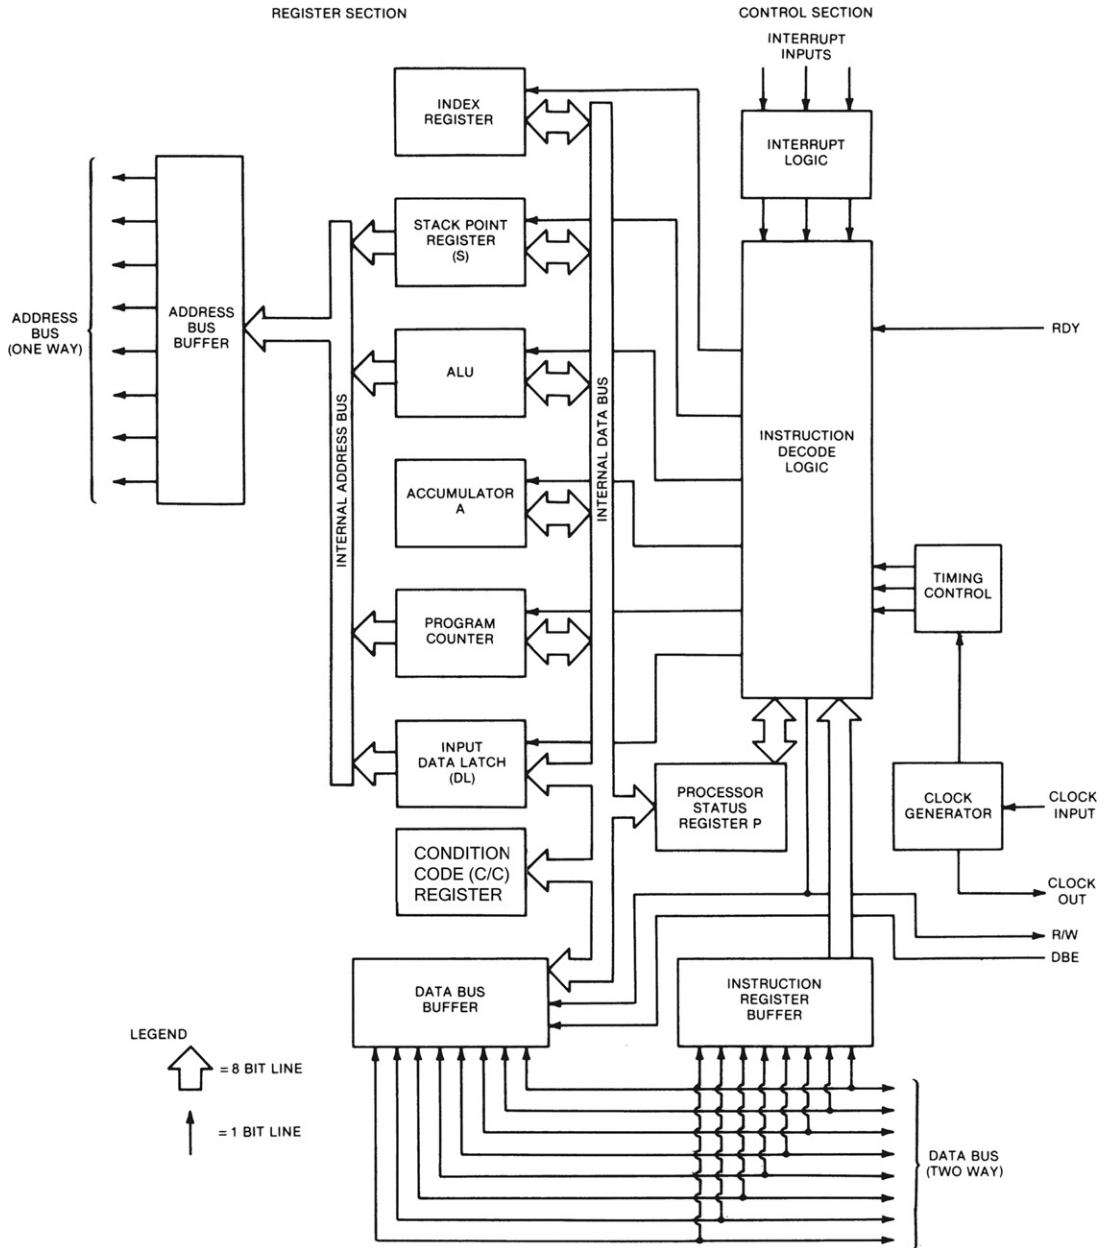 REGISTER SECTION
CONTROL SECTION
INTERRUPT
INPUTS
INDEX
REGISTER
INTERRUPT
LOGIC
STACK POINT
REGISTER
(S)
ADDRESS
BUS
(ONE WAY)
ADDRESS
BUS
BUFFER
RDY
ALU
INTERNAL ADDRESS BUS
INTERNAL DATA BUS
INSTRUCTION
DECODE
LOGIC
ACCUMULATOR
A
TIMING
CONTROL
PROGRAM
COUNTER
INPUT
DATA LATCH
(DL)
PROCESSOR
STATUS
REGISTER P
CLOCK
GENERATOR
CLOCK
INPUT
CONDITION
CODE (C/C)
REGISTER
CLOCK
OUT
R/W
DBE
DATA BUS
BUFFER
INSTRUCTION
REGISTER
BUFFER
LEGEND
= 8 BIT LINE
= 1 BIT LINE
DATA BUS
(TWO WAY)